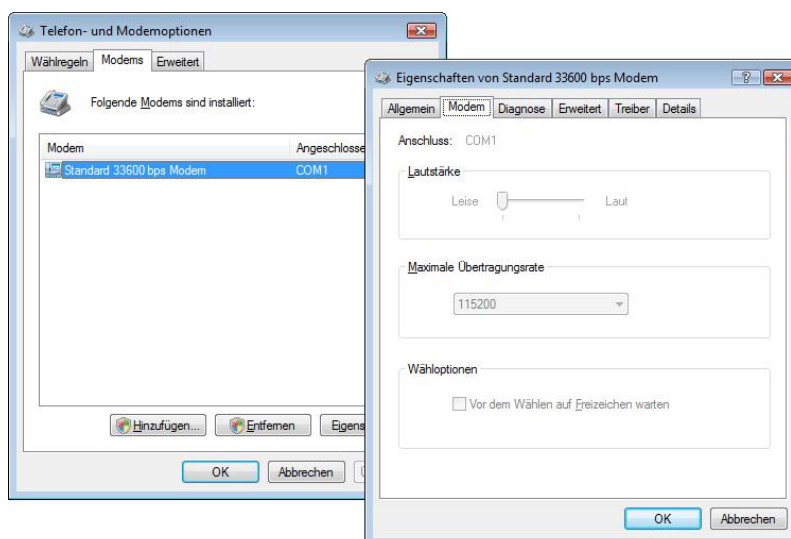 Telefon- und Modemoptionen
Wählregeln Modems Erweitert
Folgende Modems sind installiert:
Modem Angeschlosse
Standard 33600 bps Modem COM1
Hinzufügen... Entfernen Eigens
OK Abbrechen
Eigenschaften von Standard 33600 bps Modem
Allgemein Modem Diagnose Erweitert Treiber Details
Anschluss: COM1
Lautstärke
Leise Laut
Maximale Übertragungsrate
115200
Wähloptionen
Vor dem Wählen auf Freizeichen warten
OK Abbrechen